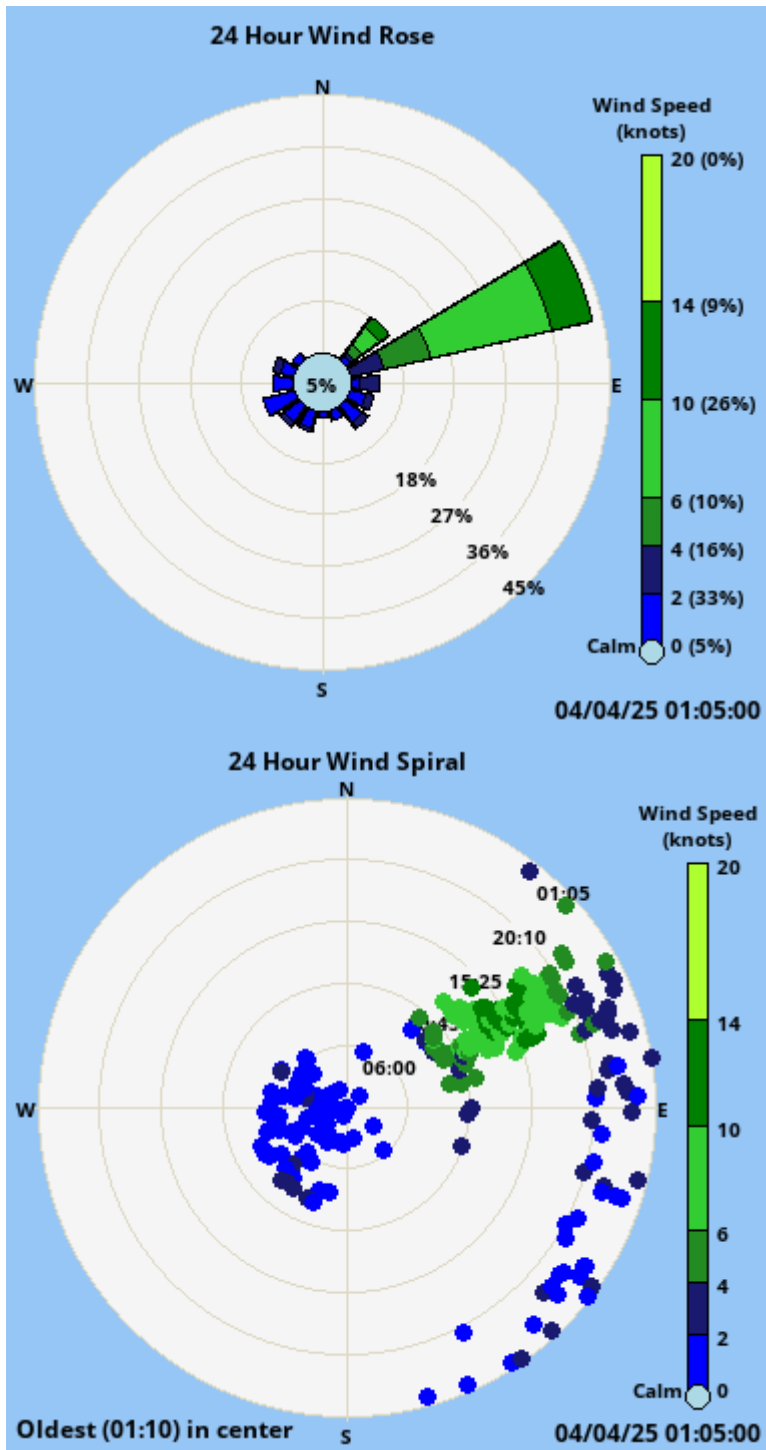 24 Hour Wind Rose
N
Wind Speed
(knots)
20 (0%)
14 (9%)
W
5%
E
10 (26%)
18%
6 (10%)
27%
4 (16%)
36%
45%
2 (33%)
Calm
0 (5%)
S
04/04/25 01:05:00
24 Hour Wind Spiral
N
Wind Speed
(knots)
20
01:05
20:10
15:25
14
06:00
W
E
10
6
4
2
Calm
0
Oldest (01:10) in center
S
04/04/25 01:05:00